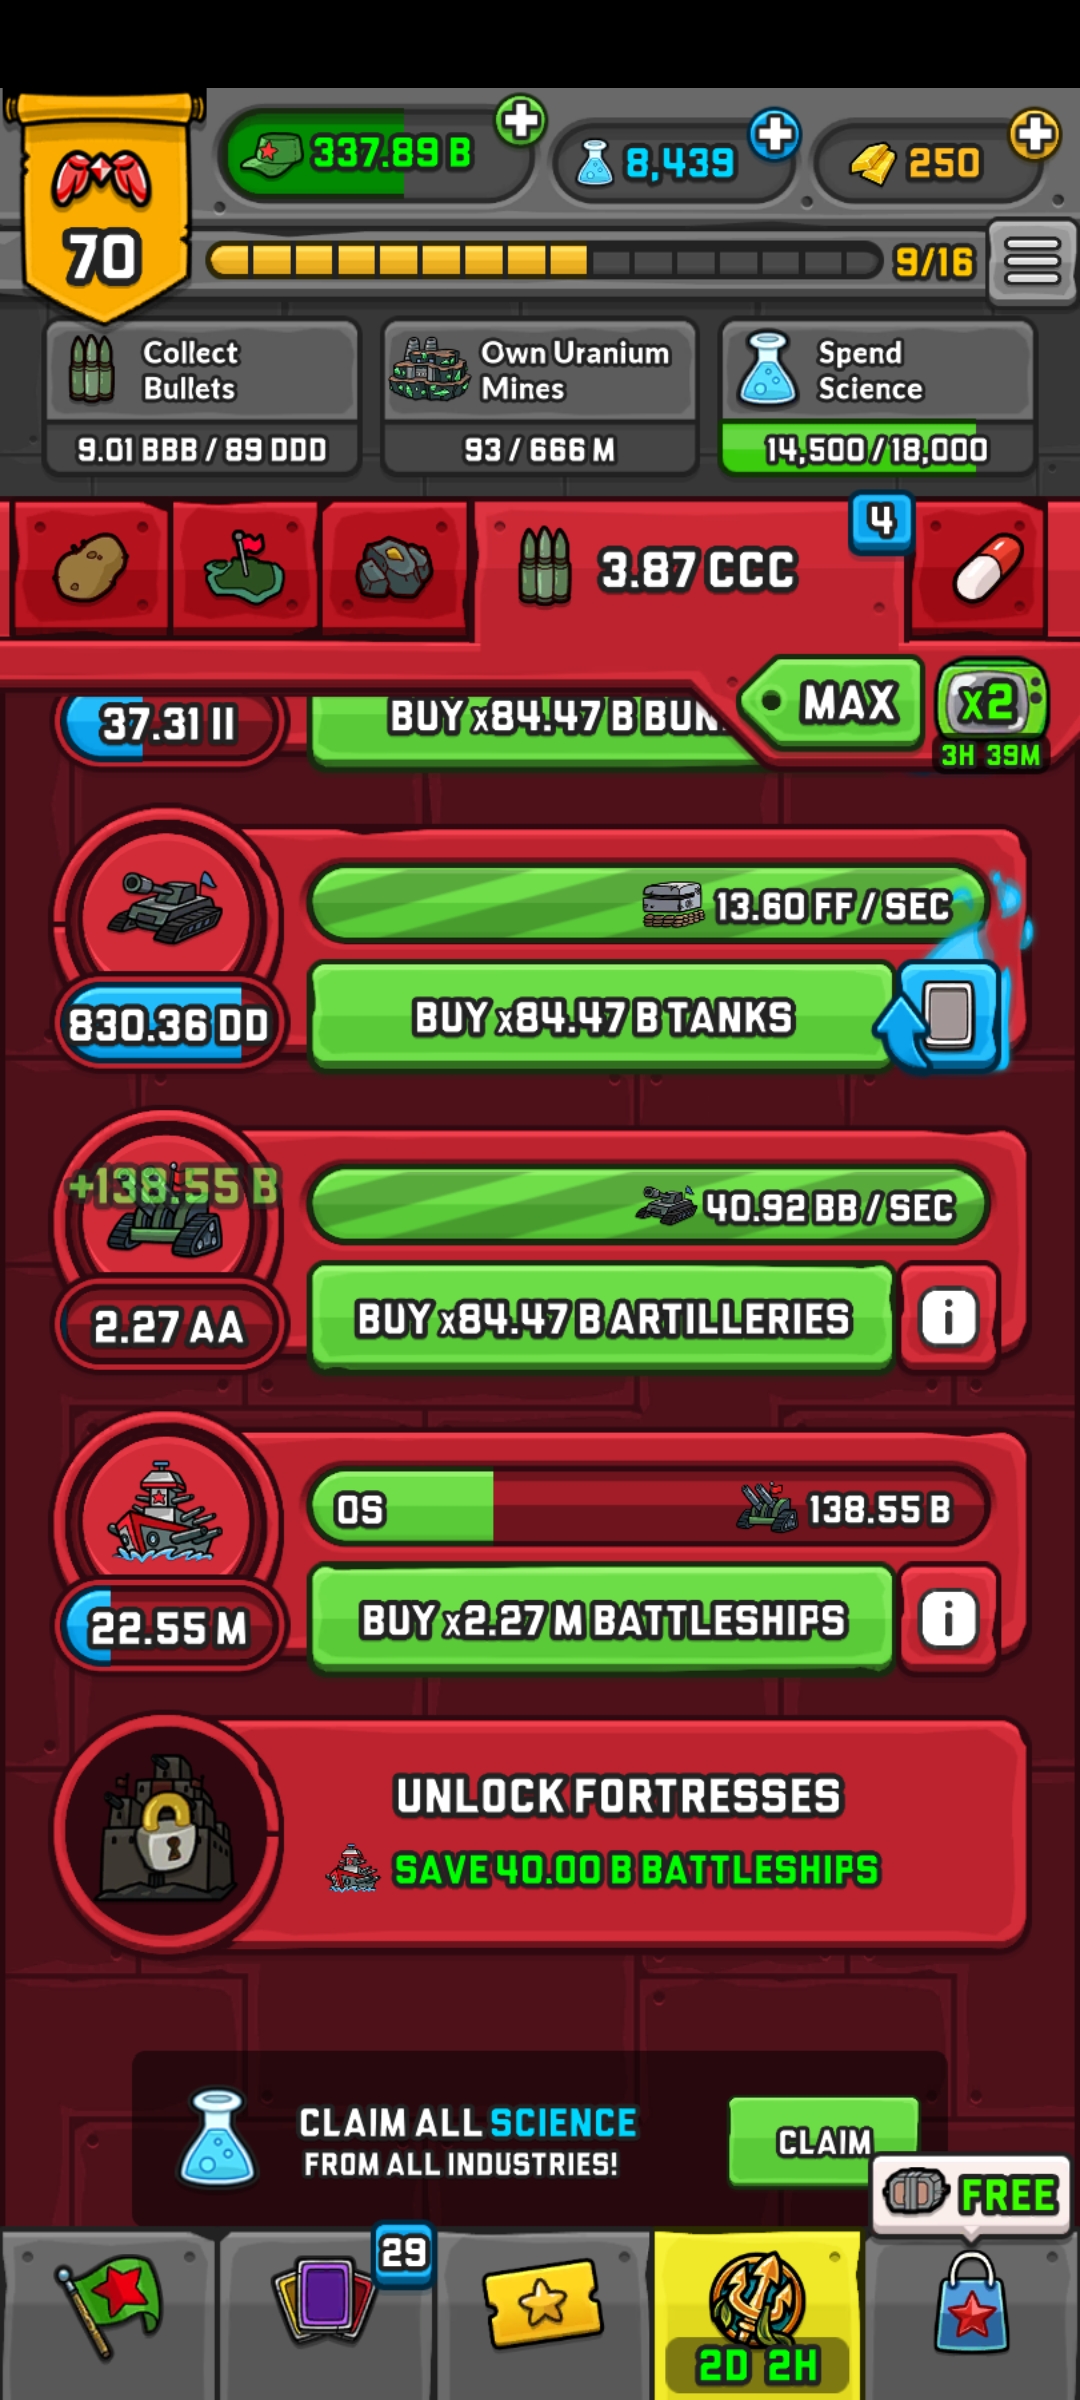 337.89 B
8,439
250
70
9/16
Collect
Bullets
9.01 BBB / 89 DDD
Own Uranium
Mines
93 / 666 M
Spend
Science
14,500/18,000
3.87 CCC
4
MAX
x2
3H 39M
37.31 II
BUY x84.47 B BUN
13.60 FF / SEC
830.36 DD
BUY x84.47 B TANKS
+138.55 B
40.92 BB / SEC
2.27 AA
BUY x84.47 B ARTILLERIES
i
0S
138.55 B
22.55 M
BUY x2.27 M BATTLESHIPS
i
UNLOCK FORTRESSES
SAVE 40.00 B BATTLESHIPS
CLAIM ALL SCIENCE
FROM ALL INDUSTRIES!
CLAIM
FREE
29
2D 2H